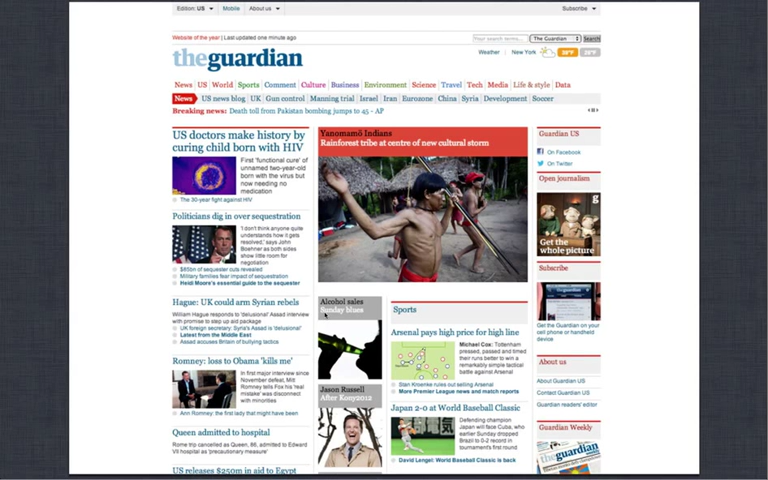 Edition: US
Mobile
About us
Subscribe
Website of the year | Last updated one minute ago
Search your terms...
The Guardian
Search
theguardian
Weather
New York
News US World Sports Comment Culture Business Environment Science Travel Tech Media Life & style Data
News
US news blog UK Gun control Manning trial Israel Iran Eurozone China Syria Development Soccer
Breaking news: Death toll from Pakistan bombing jumps to 45 - AP
US doctors make history by
curing child born with HIV
First 'functional cure' of
unnamed two-year-old
born with the virus but
now needing no
medication
The 30-year fight against HIV
Politicians dig in over sequestration
'I don't think anyone quite
understands how it gets
resolved,' says John
Boehner as both sides
show little room for
negotiation
$85bn of sequester cuts revealed
Military families fear impact of sequestration
Heidi Moore's essential guide to the sequester
Hague: UK could arm Syrian rebels
William Hague responds to 'delusional' Assad interview
with promise to step up aid package
UK foreign secretary: Syria's Assad is 'delusional'
Latest from the Middle East
Assad accuses Britain of bullying tactics
Romney: loss to Obama 'kills me'
In first major interview since
November defeat, Mitt
Romney tells Fox his 'real
mistake' was disconnect
with minorities
Ann Romney: the first lady that might have been
Queen admitted to hospital
Rome trip cancelled as Queen, 86, admitted to Edward
VII hospital as 'precautionary measure'
US releases $250m in aid to Egypt
Yanomamö Indians
Rainforest tribe at centre of new cultural storm
Alcohol sales
Sunday blues
Jason Russell
After Kony2012
Sports
Arsenal pays high price for high line
Michael Cox: Tottenham
pressed, passed and timed
their runs better to win a
remarkably simple tactical
battle against Arsenal
Stan Kroenke rules out selling Arsenal
More Premier League news and match reports
Japan 2-0 at World Baseball Classic
Defending champion
Japan will face Cuba, who
earlier Sunday dropped
Brazil to 0-2 record in
tournament's first round
David Lengel: World Baseball Classic is back
Guardian US
On Facebook
On Twitter
Open journalism
g
Get the
whole picture
Subscribe
Get the Guardian on your
cell phone or handheld
device
About us
About Guardian US
Contact Guardian US
Guardian readers' editor
Guardian Weekly
theguardian